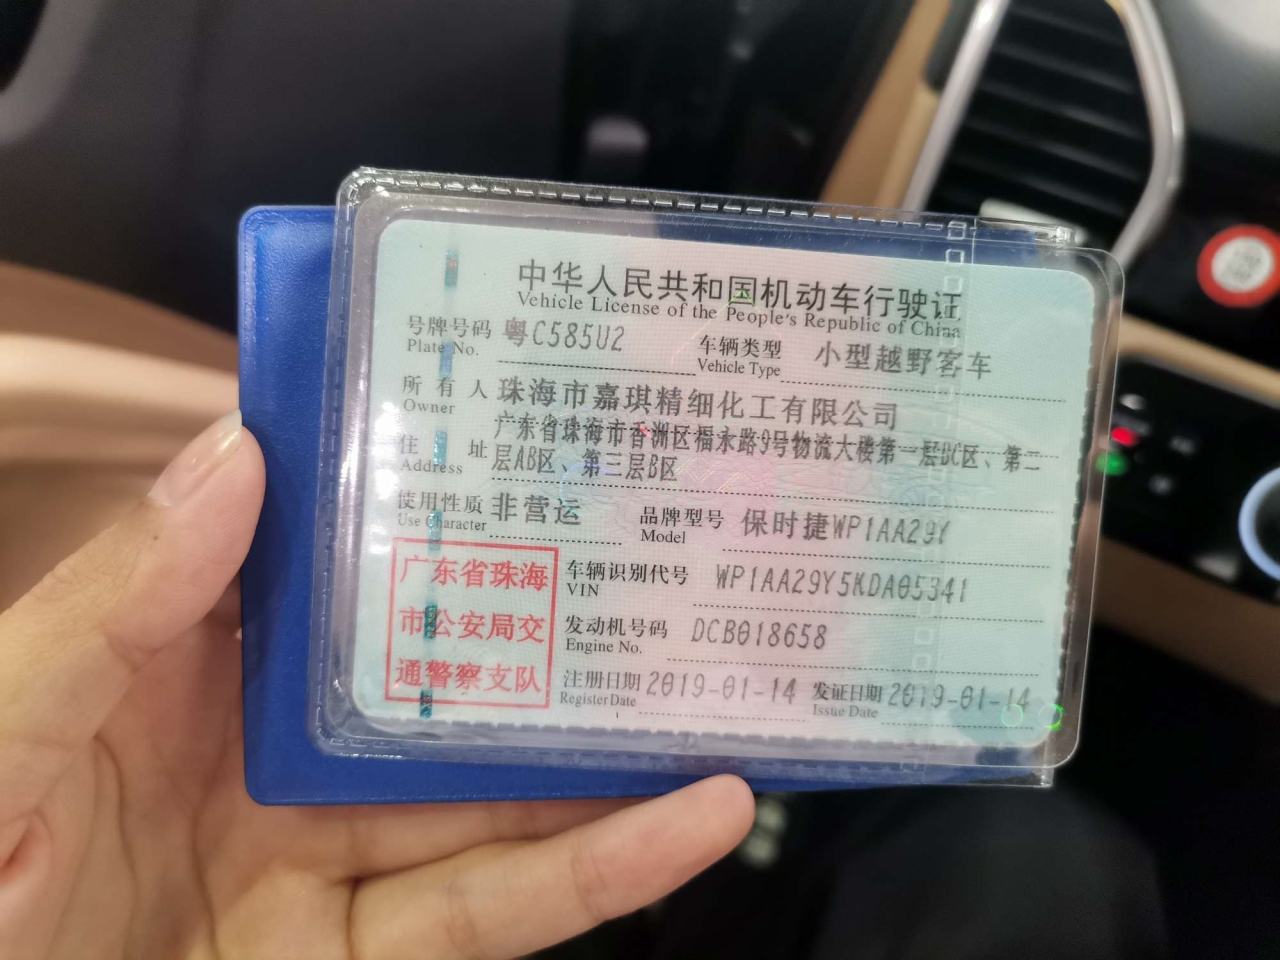 中华人民共和国机动车行驶证
Vehicle License of the People's Republic of China
号牌号码 粤C585U2 车辆类型 小型越野客车
Plate No. Vehicle Type
所有人 珠海市嘉琪精细化工有限公司
Owner
住址 广东省珠海市香洲区福永路9号物流大楼第一层BC区、第二
Address 层AB区、第三层B区
使用性质 非营运 品牌型号 保时捷WP1AA29Y
Use Character Model
车辆识别代号 WP1AA29Y5KDA05341
VIN
发动机号码 DCB018658
Engine No.
注册日期 2019-01-14 发证日期 2019-01-14
Register Date Issue Date
广东省珠海
市公安局交
通警察支队